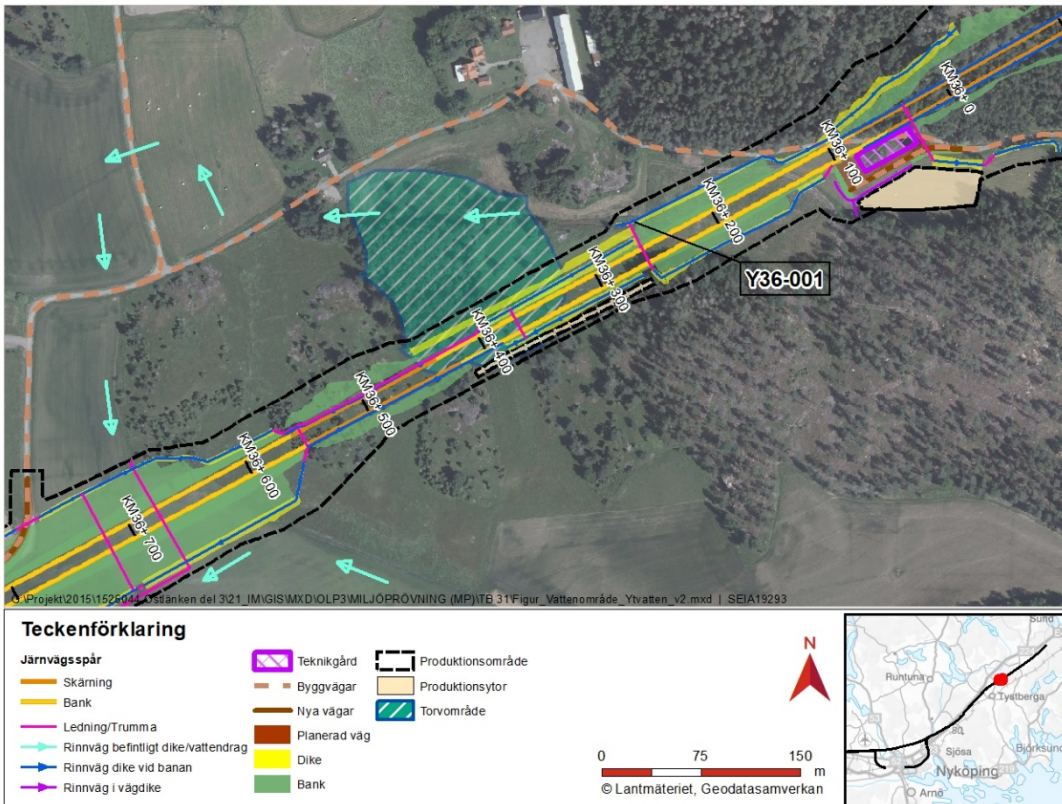 KM36+ 0
KM36+ 100
KM36+ 200
Y36-001
KM36+ 300
KM36+ 400
KM36+ 500
KM36+ 600
KM36+ 700
Teckenförklaring
Järnvägsspår
Skärning
Bank
Ledning/Trumma
Rinnväg befintligt dike/vattendrag
Rinnväg dike vid banan
Rinnväg i vägdike
Teknikgård
Byggvägar
Nya vägar
Planerad väg
Dike
Bank
Produktionsområde
Produktionsytor
Torvområde
N
0 75 150
m
© Lantmäteriet, Geodatasamverkan
Sund
Runtuna
Tystberga
Sjösa
Björksund
Nyköping
Arnö